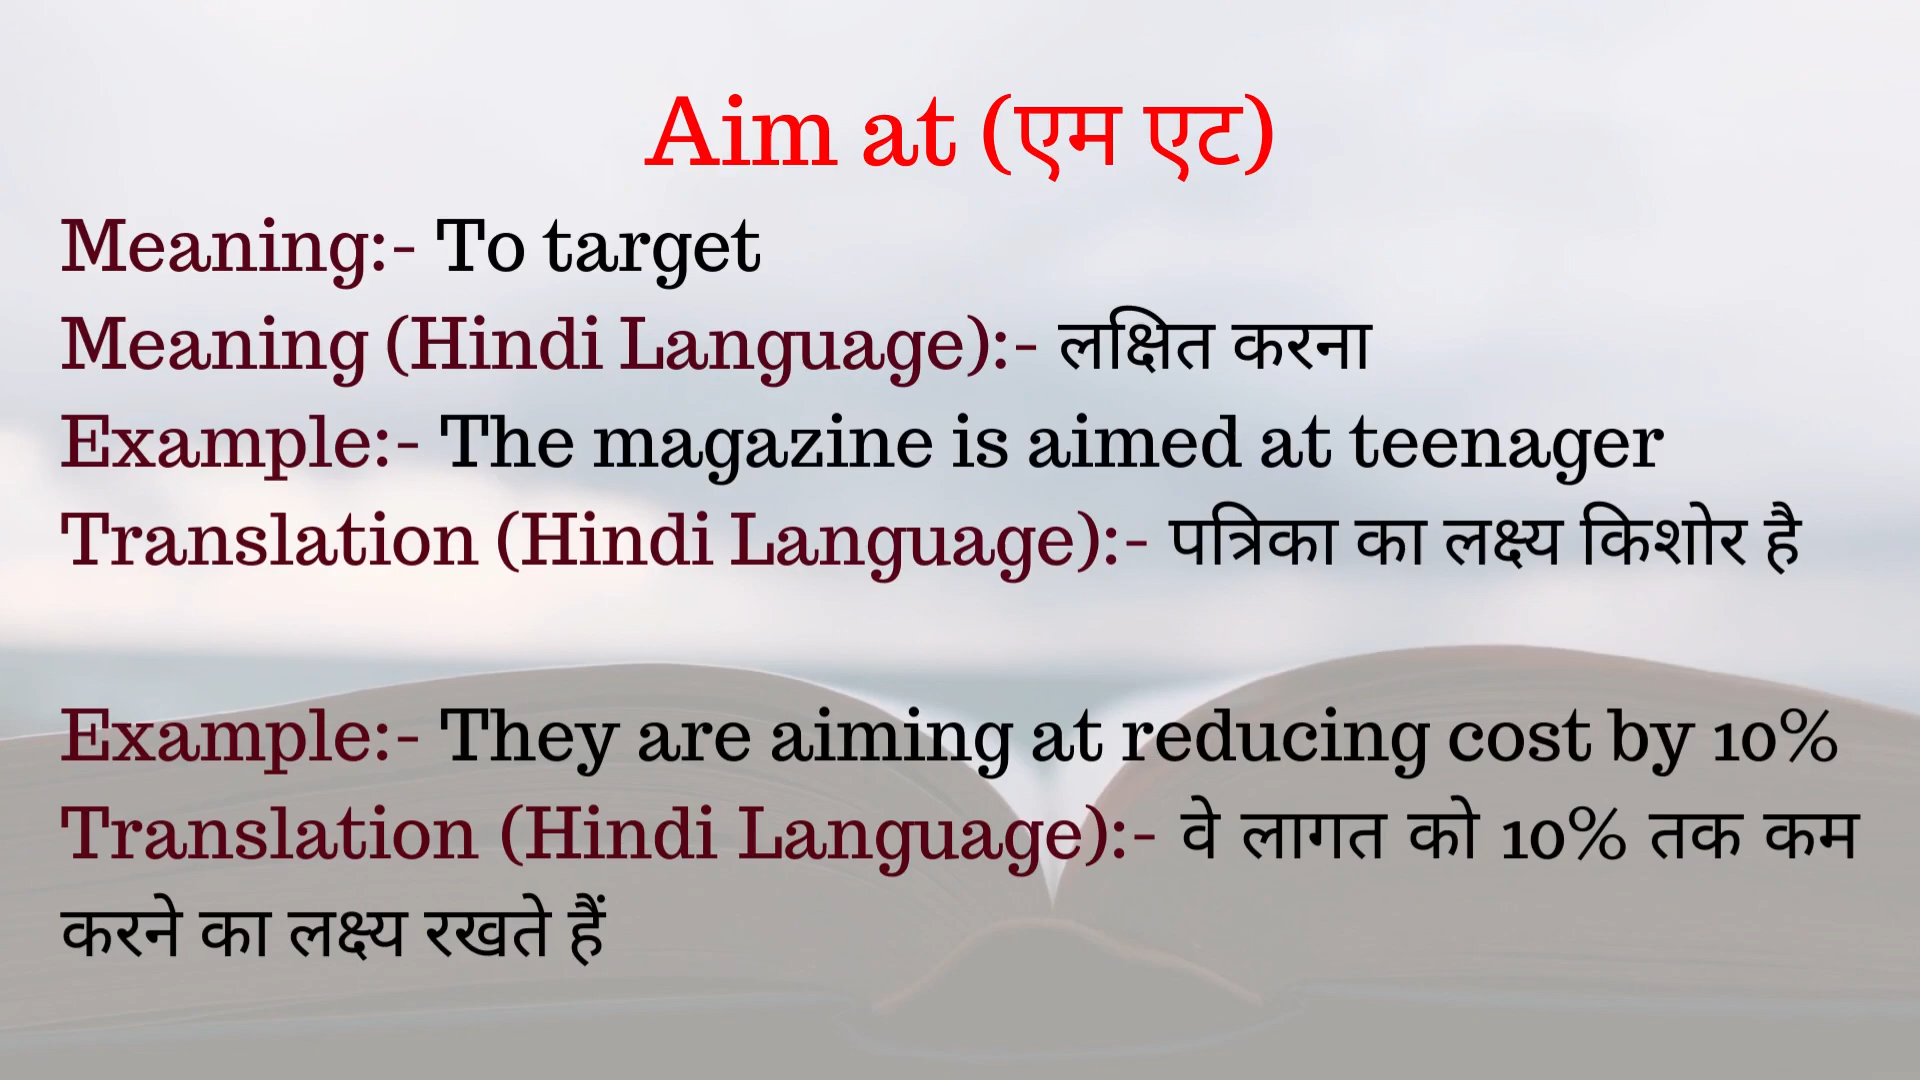 Aim at (एम एट)
Meaning:- To target
Meaning (Hindi Language):- लक्षित करना
Example:- The magazine is aimed at teenager
Translation (Hindi Language):- पत्रिका का लक्ष्य किशोर है
Example:- They are aiming at reducing cost by 10%
Translation (Hindi Language):- वे लागत को 10% तक कम
करने का लक्ष्य रखते हैं